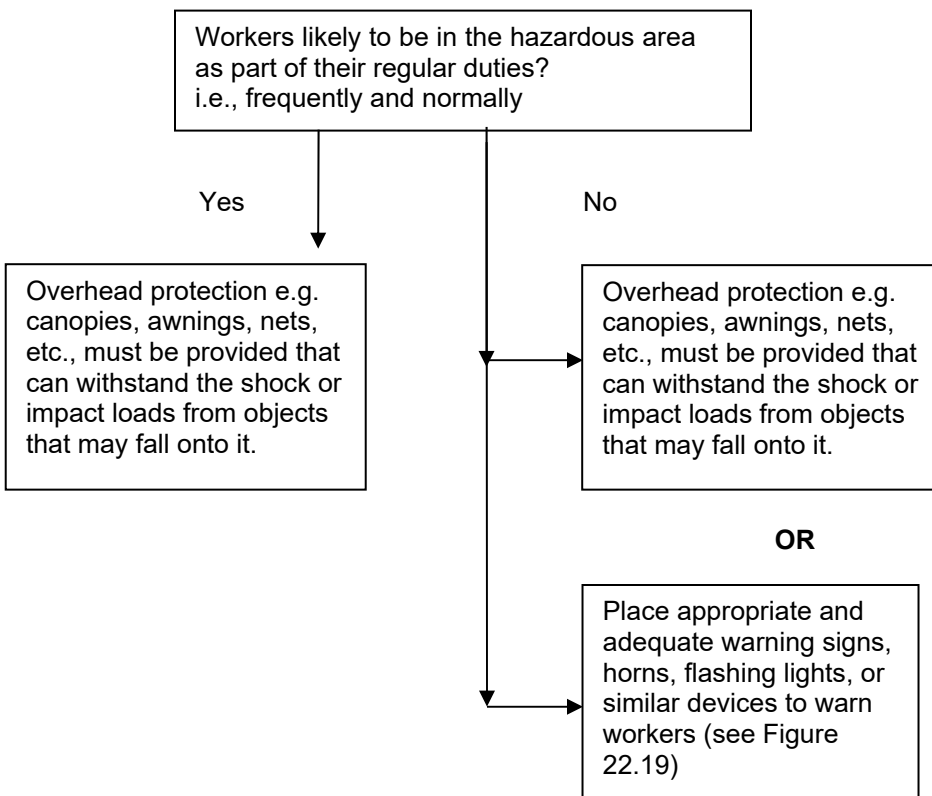 Workers likely to be in the hazardous area
as part of their regular duties?
i.e., frequently and normally
Yes
No
Overhead protection e.g.
canopies, awnings, nets,
etc., must be provided that
can withstand the shock or
impact loads from objects
that may fall onto it.
Overhead protection e.g.
canopies, awnings, nets,
etc., must be provided that
can withstand the shock or
impact loads from objects
that may fall onto it.
OR
Place appropriate and
adequate warning signs,
horns, flashing lights, or
similar devices to warn
workers (see Figure
22.19)